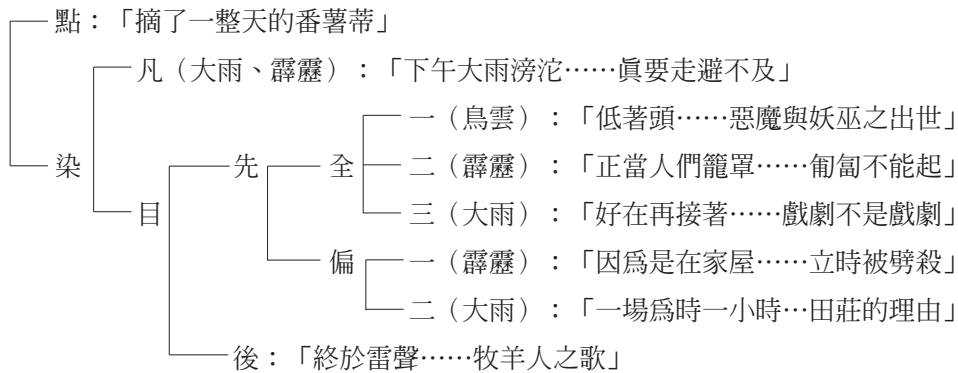 點：「摘了一整天的番薯蒂」
凡（大雨、霹靂）：「下午大雨滂沱……眞要走避不及」
一（烏雲）：「低著頭……惡魔與妖巫之出世」
染
先
全
二（霹靂）：「正當人們籠罩……匍匐不能起」
目
三（大雨）：「好在再接著……戲劇不是戲劇」
偏
一（霹靂）：「因爲是在家屋……立時被劈殺」
二（大雨）：「一場爲時一小時…田莊的理由」
後：「終於雷聲……牧羊人之歌」